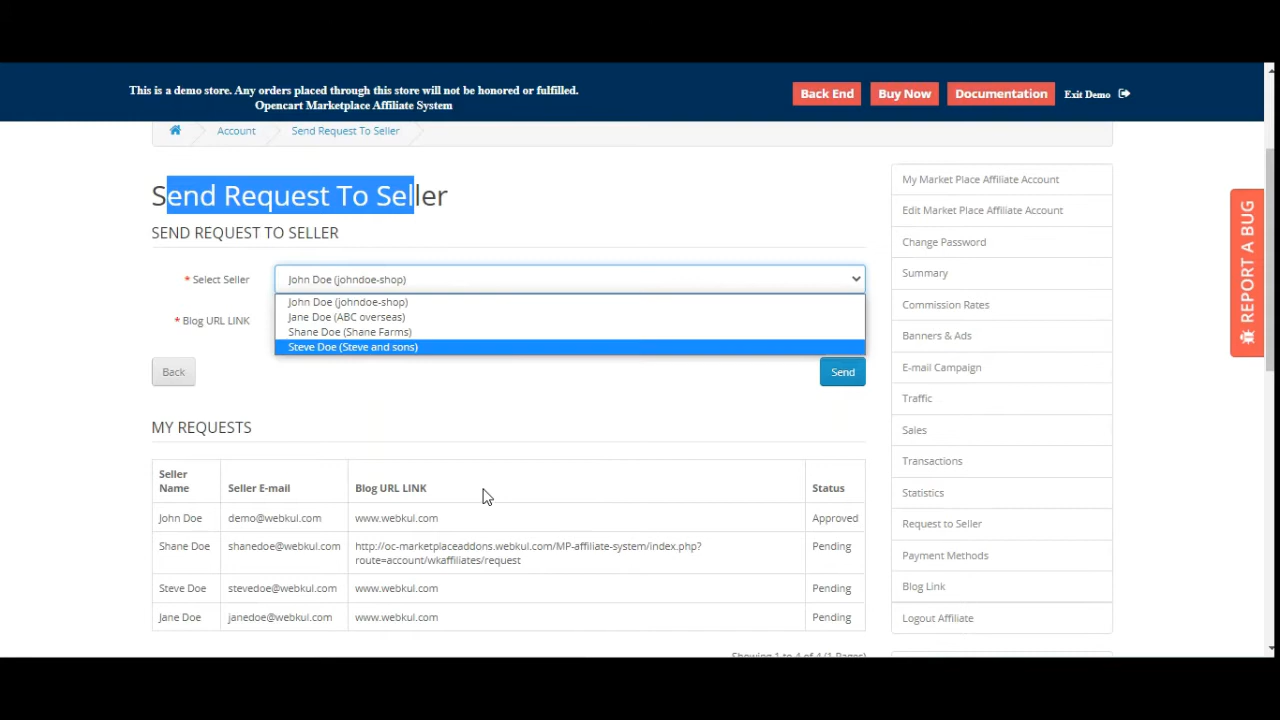 This is a demo store. Any orders placed through this store will not be honored or fulfilled.
Opencart Marketplace Affiliate System
Back End
Buy Now
Documentation
Exit Demo
Account
Send Request To Seller
Send Request To Seller
SEND REQUEST TO SELLER
* Select Seller
John Doe (johndoe-shop)
John Doe (johndoe-shop)
Jane Doe (ABC overseas)
Shane Doe (Shane Farms)
Steve Doe (Steve and sons)
* Blog URL LINK
Back
Send
MY REQUESTS
Seller Name
Seller E-mail
Blog URL LINK
Status
John Doe
demo@webkul.com
www.webkul.com
Approved
Shane Doe
shanedoe@webkul.com
http://oc-marketplaceaddons.webkul.com/MP-affiliate-system/index.php?
route=account/wkaffiliates/request
Pending
Steve Doe
stevedoe@webkul.com
www.webkul.com
Pending
Jane Doe
janedoe@webkul.com
www.webkul.com
Pending
Showing 1 to 4 of 4 (1 Pages)
My Market Place Affiliate Account
Edit Market Place Affiliate Account
Change Password
Summary
Commission Rates
Banners & Ads
E-mail Campaign
Traffic
Sales
Transactions
Statistics
Request to Seller
Payment Methods
Blog Link
Logout Affiliate
REPORT A BUG